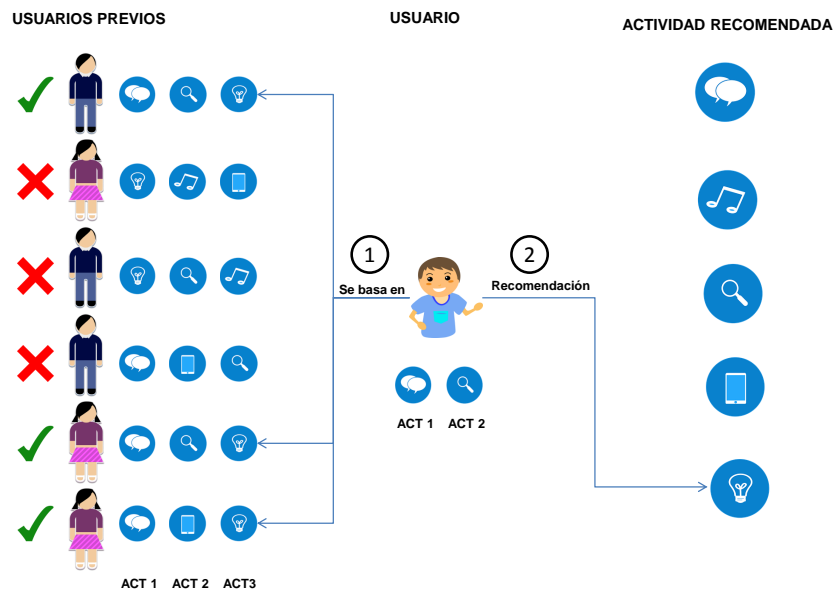 USUARIOS PREVIOS
USUARIO
ACTIVIDAD RECOMENDADA
1
2
Se basa en
Recomendación
ACT 1 ACT 2
ACT 1 ACT 2 ACT3